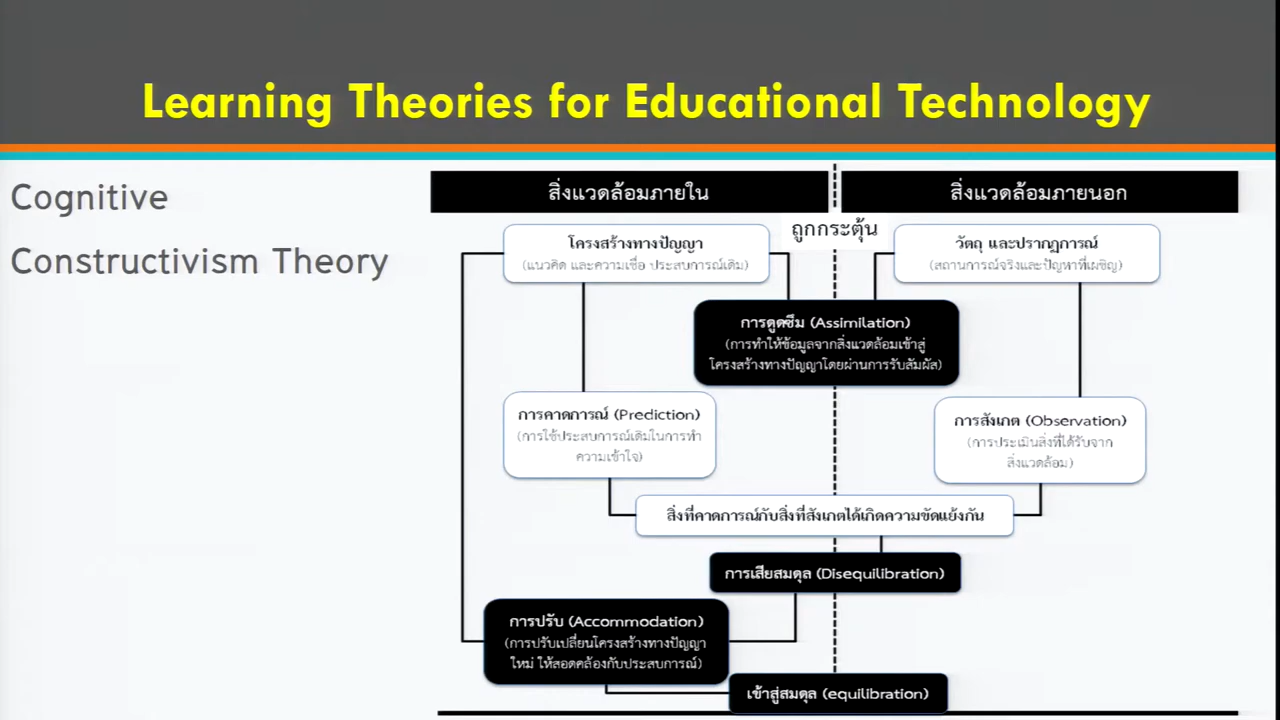 Learning Theories for Educational Technology
Cognitive
Constructivism Theory
สิ่งแวดล้อมภายใน
สิ่งแวดล้อมภายนอก
ถูกกระตุ้น
โครงสร้างทางปัญญา
(แนวคิด และความเชื่อ ประสบการณ์เดิม)
วัตถุ และปรากฏการณ์
(สถานการณ์จริงและปัญหาที่เผชิญ)
การดูดซึม (Assimilation)
(การทำให้ข้อมูลจากสิ่งแวดล้อมเข้าสู่
โครงสร้างทางปัญญาโดยผ่านการรับสัมผัส)
การคาดการณ์ (Prediction)
(การใช้ประสบการณ์เดิมในการทำ
ความเข้าใจ)
การสังเกต (Observation)
(การประเมินสิ่งที่ได้รับจาก
สิ่งแวดล้อม)
สิ่งที่คาดการณ์กับสิ่งที่สังเกตได้เกิดความขัดแย้งกัน
การเสียสมดุล (Disequilibration)
การปรับ (Accommodation)
(การปรับเปลี่ยนโครงสร้างทางปัญญา
ใหม่ ให้สอดคล้องกับประสบการณ์)
เข้าสู่สมดุล (equilibration)